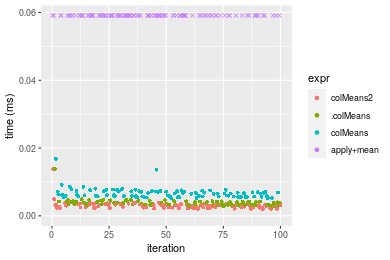 0.06
0.04
0.02
0.00
time (ms)
0
25
50
75
100
iteration
expr
colMeans2
.colMeans
colMeans
apply+mean